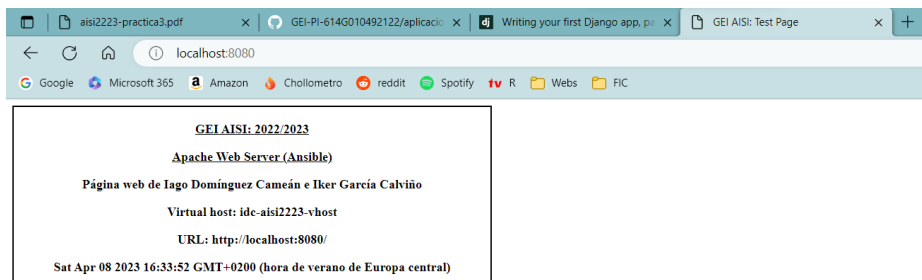 aisi2223-practica3.pdf
GEI-PI-614G010492122/aplicacic
Writing your first Django app, pa
GEI AISI: Test Page
localhost:8080
Google
Microsoft 365
Amazon
Chollometro
reddit
Spotify
R
Webs
FIC
GEI AISI: 2022/2023
Apache Web Server (Ansible)
Página web de Iago Domínguez Cameán e Iker García Calviño
Virtual host: idc-aisi2223-vhost
URL: http://localhost:8080/
Sat Apr 08 2023 16:33:52 GMT+0200 (hora de verano de Europa central)